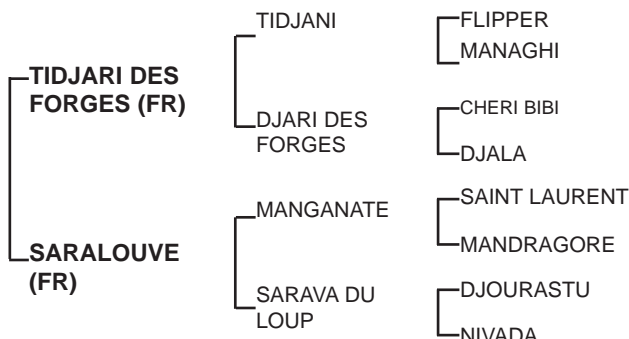 TIDJARI DES
FORGES (FR)
TIDJANI
FLIPPER
MANAGHI
DJARI DES
FORGES
CHERI BIBI
DJALA
SARALOUVE
(FR)
MANGANATE
SAINT LAURENT
MANDRAGORE
SARAVA DU
LOUP
DJOURASTU
NIVADA